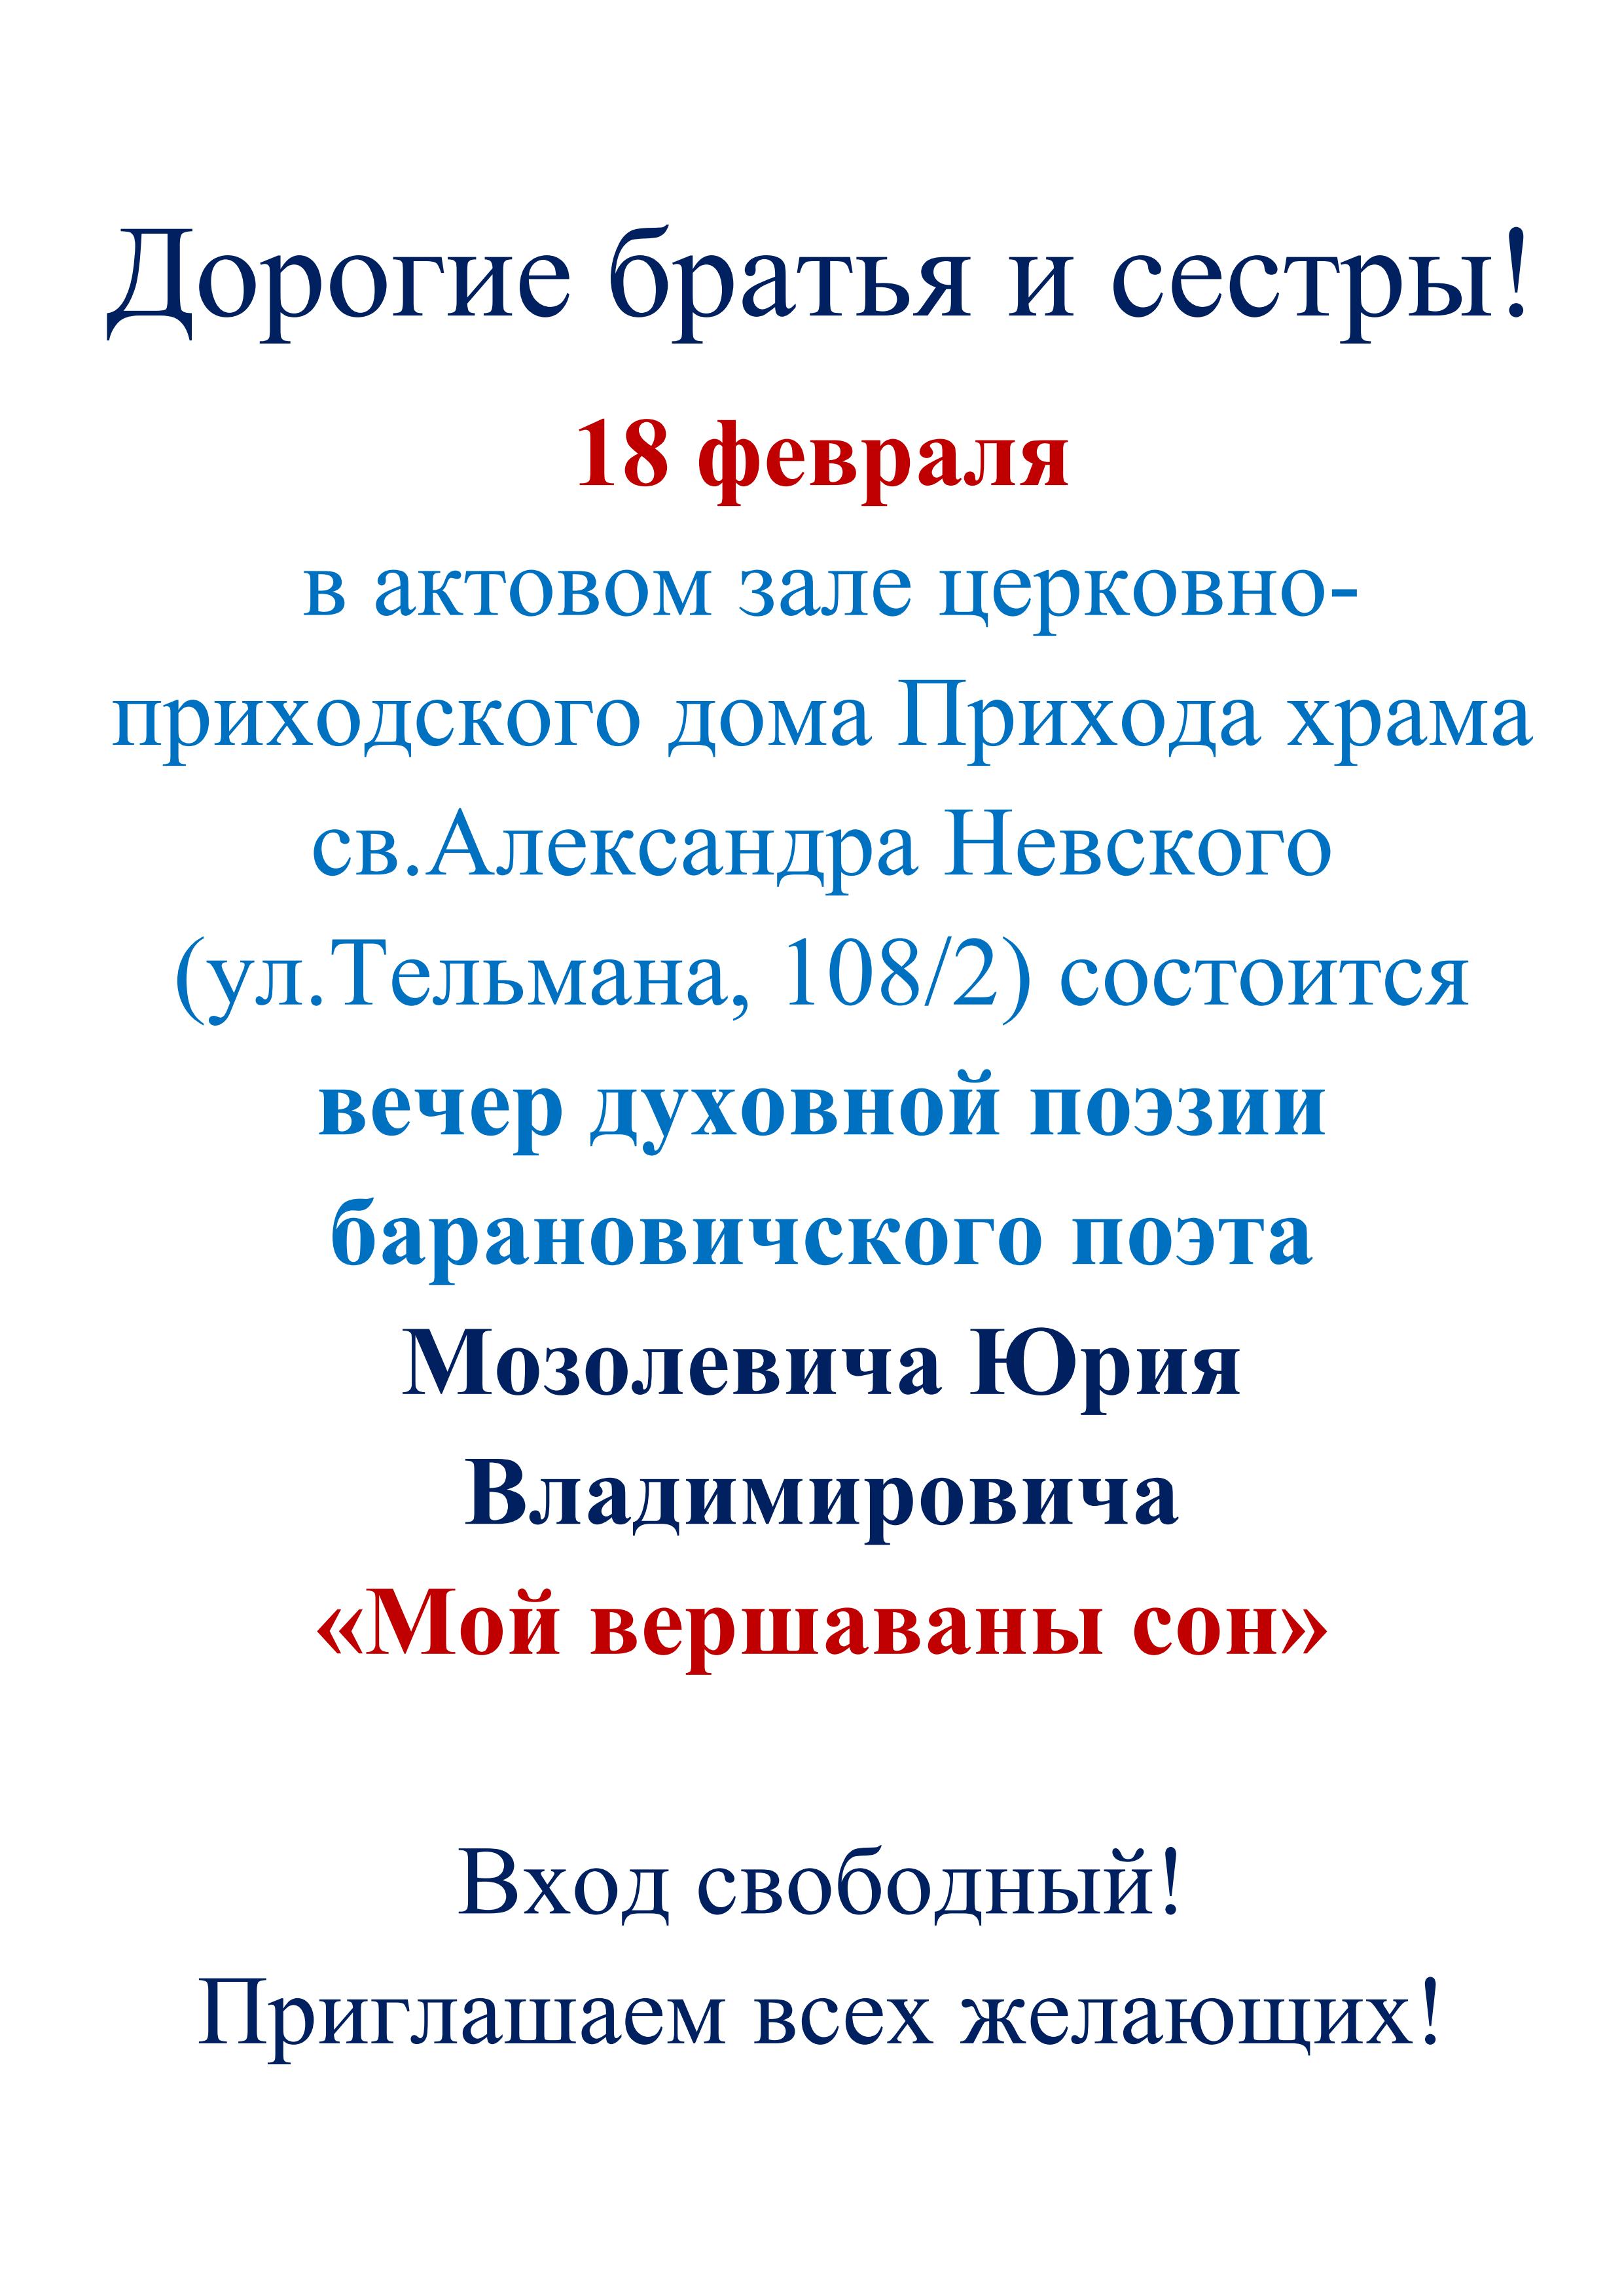 Дорогие братья и сестры!
18 февраля
в актовом зале церковно-
приходского дома Прихода храма
св.Александра Невского
(ул.Тельмана, 108/2) состоится
вечер духовной поэзии
барановичского поэта
Мозолевича Юрия
Владимировича
«Мой вершаваны сон»
Вход свободный!
Приглашаем всех желающих!